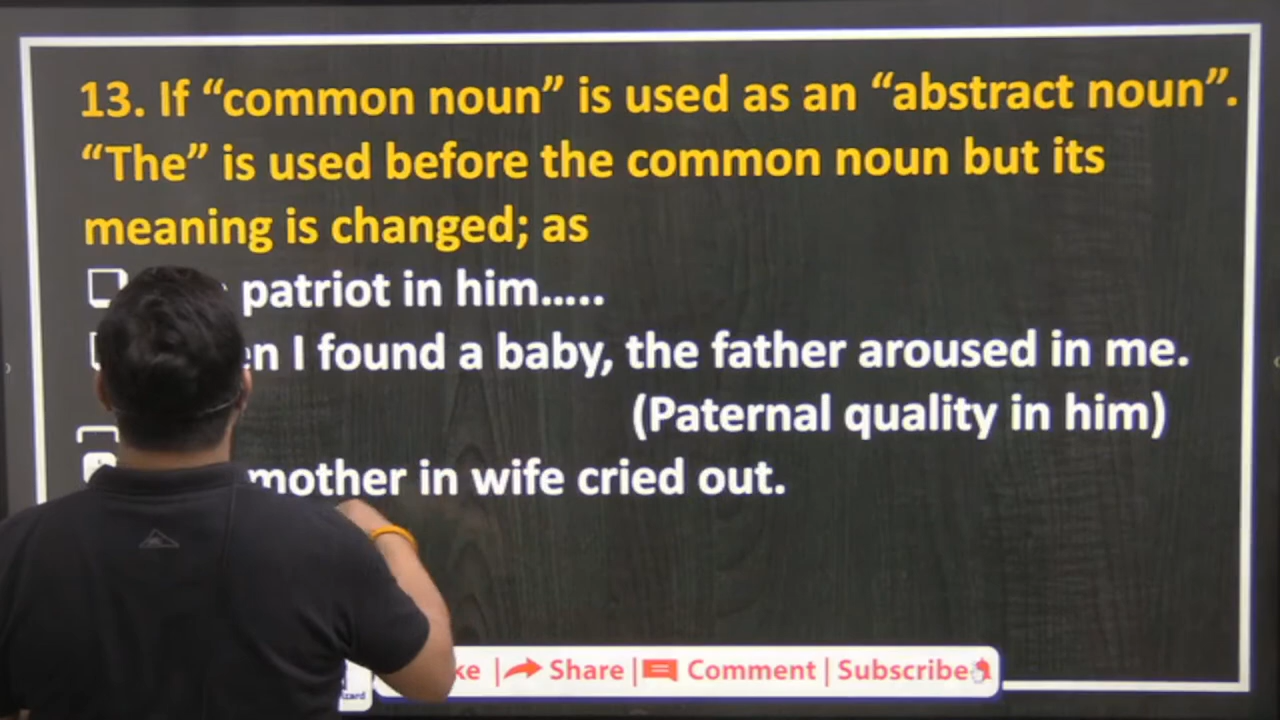 13. If “common noun” is used as an “abstract noun”.
“The” is used before the common noun but its
meaning is changed; as
patriot in him.....
I found a baby, the father aroused in me.
(Paternal quality in him)
mother in wife cried out.
| Share | Comment | Subscribe